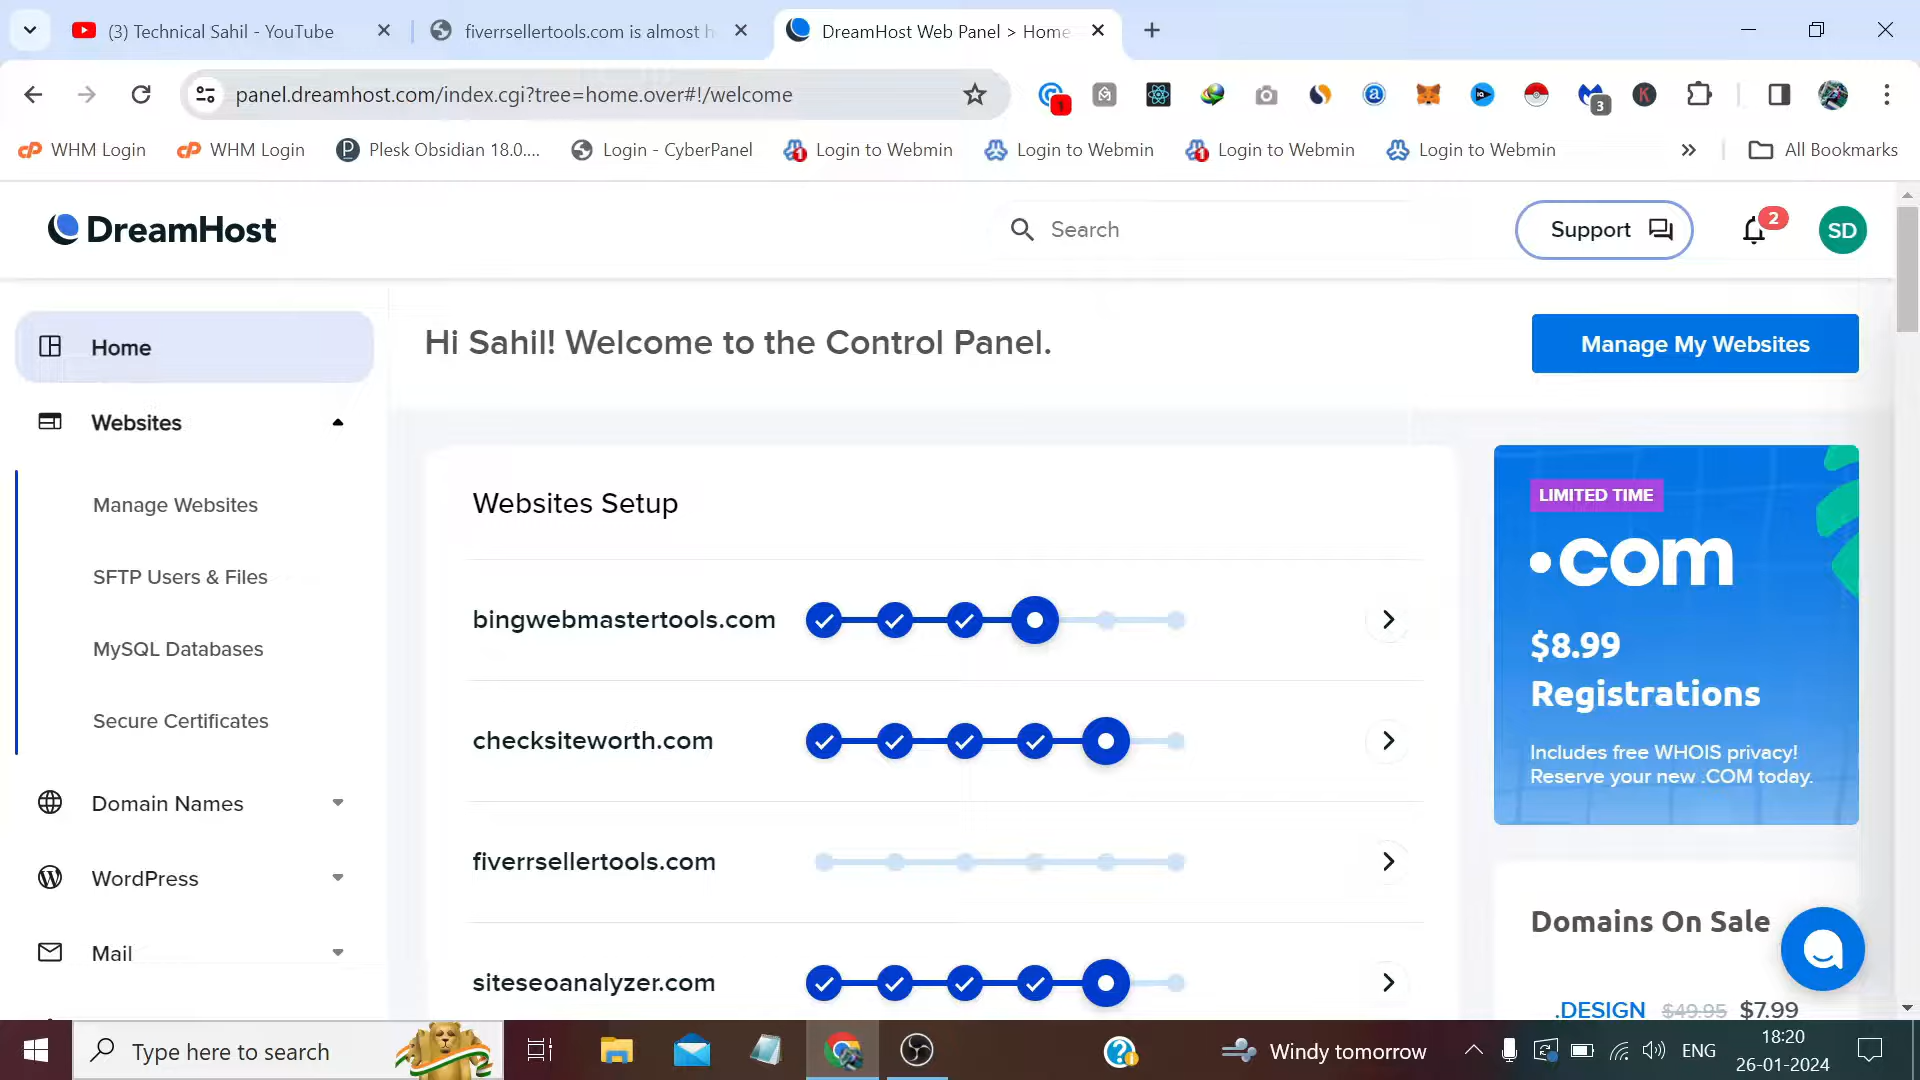 (3) Technical Sahil - YouTube
fiverrsellertools.com is almost h
DreamHost Web Panel > Home
panel.dreamhost.com/index.cgi?tree=home.over#!/welcome
1
3
WHM Login
WHM Login
Plesk Obsidian 18.0....
Login - CyberPanel
Login to Webmin
Login to Webmin
Login to Webmin
Login to Webmin
All Bookmarks
DreamHost
Search
Support
2
SD
Home
Websites
Manage Websites
SFTP Users & Files
MySQL Databases
Secure Certificates
Domain Names
WordPress
Mail
Hi Sahil! Welcome to the Control Panel.
Manage My Websites
Websites Setup
bingwebmastertools.com
checksiteworth.com
fiverrsellertools.com
siteseoanalyzer.com
LIMITED TIME
.com
$8.99
Registrations
Includes free WHOIS privacy!
Reserve your new .COM today.
Domains On Sale
.DESIGN $49.95 $7.99
Type here to search
Windy tomorrow
ENG
18:20
26-01-2024